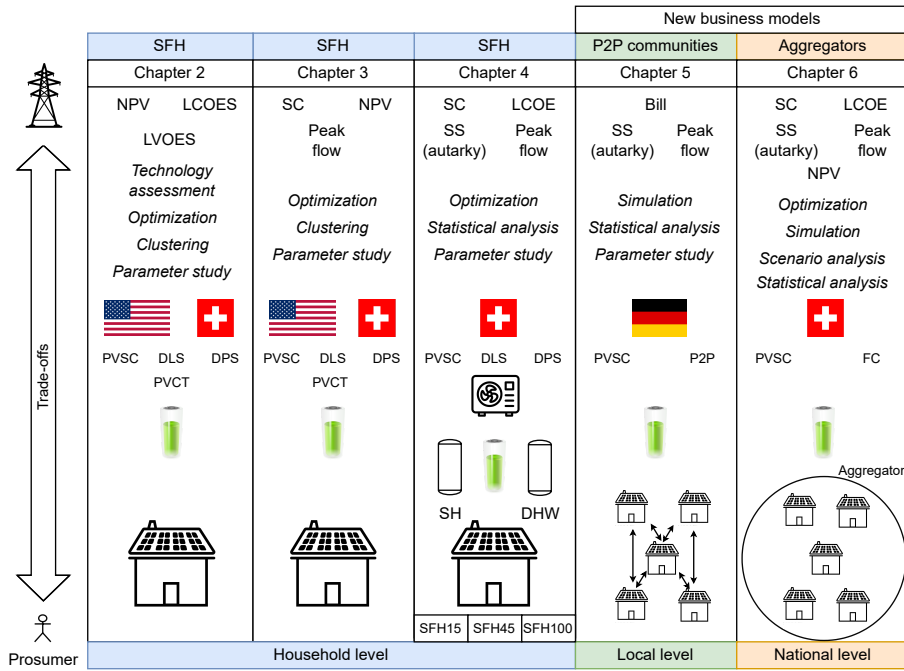 New business models
SFH
SFH
SFH
P2P communities
Aggregators
Chapter 2
Chapter 3
Chapter 4
Chapter 5
Chapter 6
NPV LCOES
LVOES
Technology
assessment
Optimization
Clustering
Parameter study
PVSC DLS DPS
PVCT
SC NPV
Peak
flow
Optimization
Clustering
Parameter study
PVSC DLS DPS
PVCT
SC LCOE
SS Peak
(autarky) flow
Optimization
Statistical analysis
Parameter study
PVSC DLS DPS
SH DHW
SFH15 SFH45 SFH100
Bill
SS Peak
(autarky) flow
Simulation
Statistical analysis
Parameter study
PVSC P2P
SC LCOE
SS Peak
(autarky) flow
NPV
Optimization
Simulation
Scenario analysis
Statistical analysis
PVSC FC
Aggregator
Trade-offs
Prosumer
Household level
Local level
National level